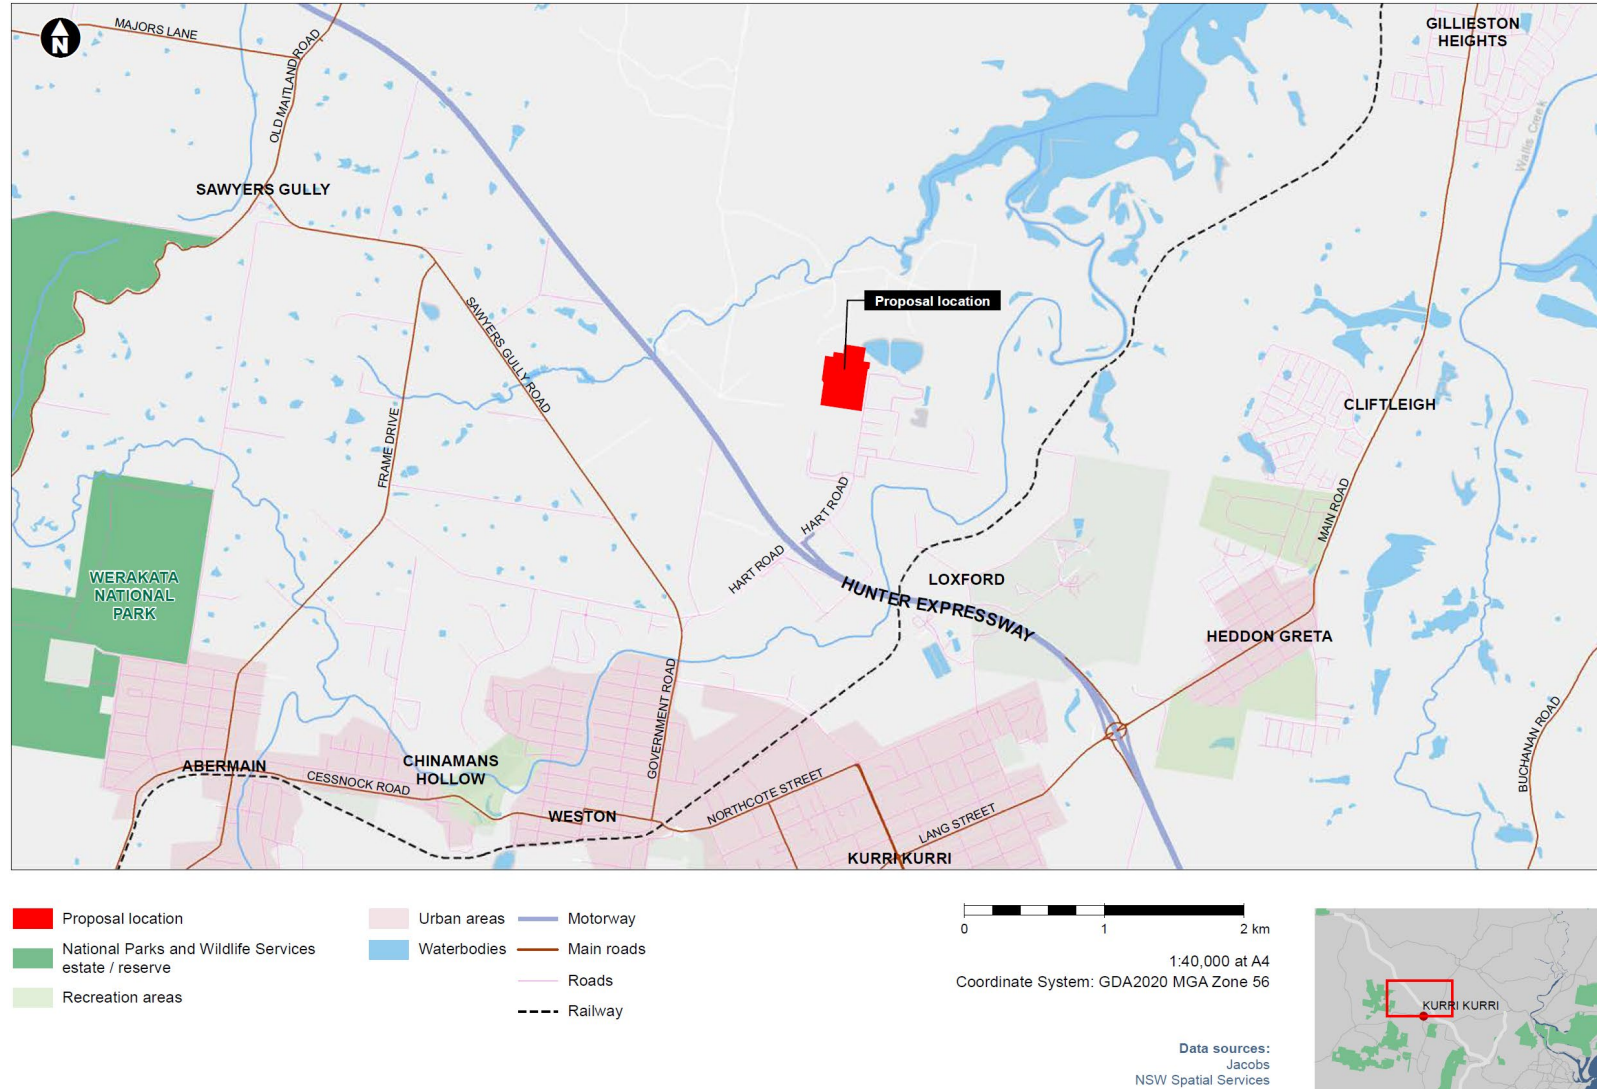 N
MAJORS LANE
OLD MAITLAND ROAD
GILLIESTON
HEIGHTS
Wallis Creek
SAWYERS GULLY
Proposal location
SAWYERS GULLY ROAD
FRAME DRIVE
CLIFTLEIGH
MAIN ROAD
HART ROAD
HART ROAD
WERAKATA
NATIONAL
PARK
LOXFORD
HUNTER EXPRESSWAY
HEDDON GRETA
GOVERNMENT ROAD
BUCHANAN ROAD
ABERMAIN
CHINAMANS
HOLLOW
CESSNOCK ROAD
WESTON
NORTHCOTE STREET
LANG STREET
KURRI KURRI
Proposal location
National Parks and Wildlife Services
estate / reserve
Recreation areas
Urban areas
Waterbodies
Motorway
Main roads
Roads
Railway
0 1 2 km
1:40,000 at A4
Coordinate System: GDA2020 MGA Zone 56
Data sources:
Jacobs
NSW Spatial Services
KURRI KURRI